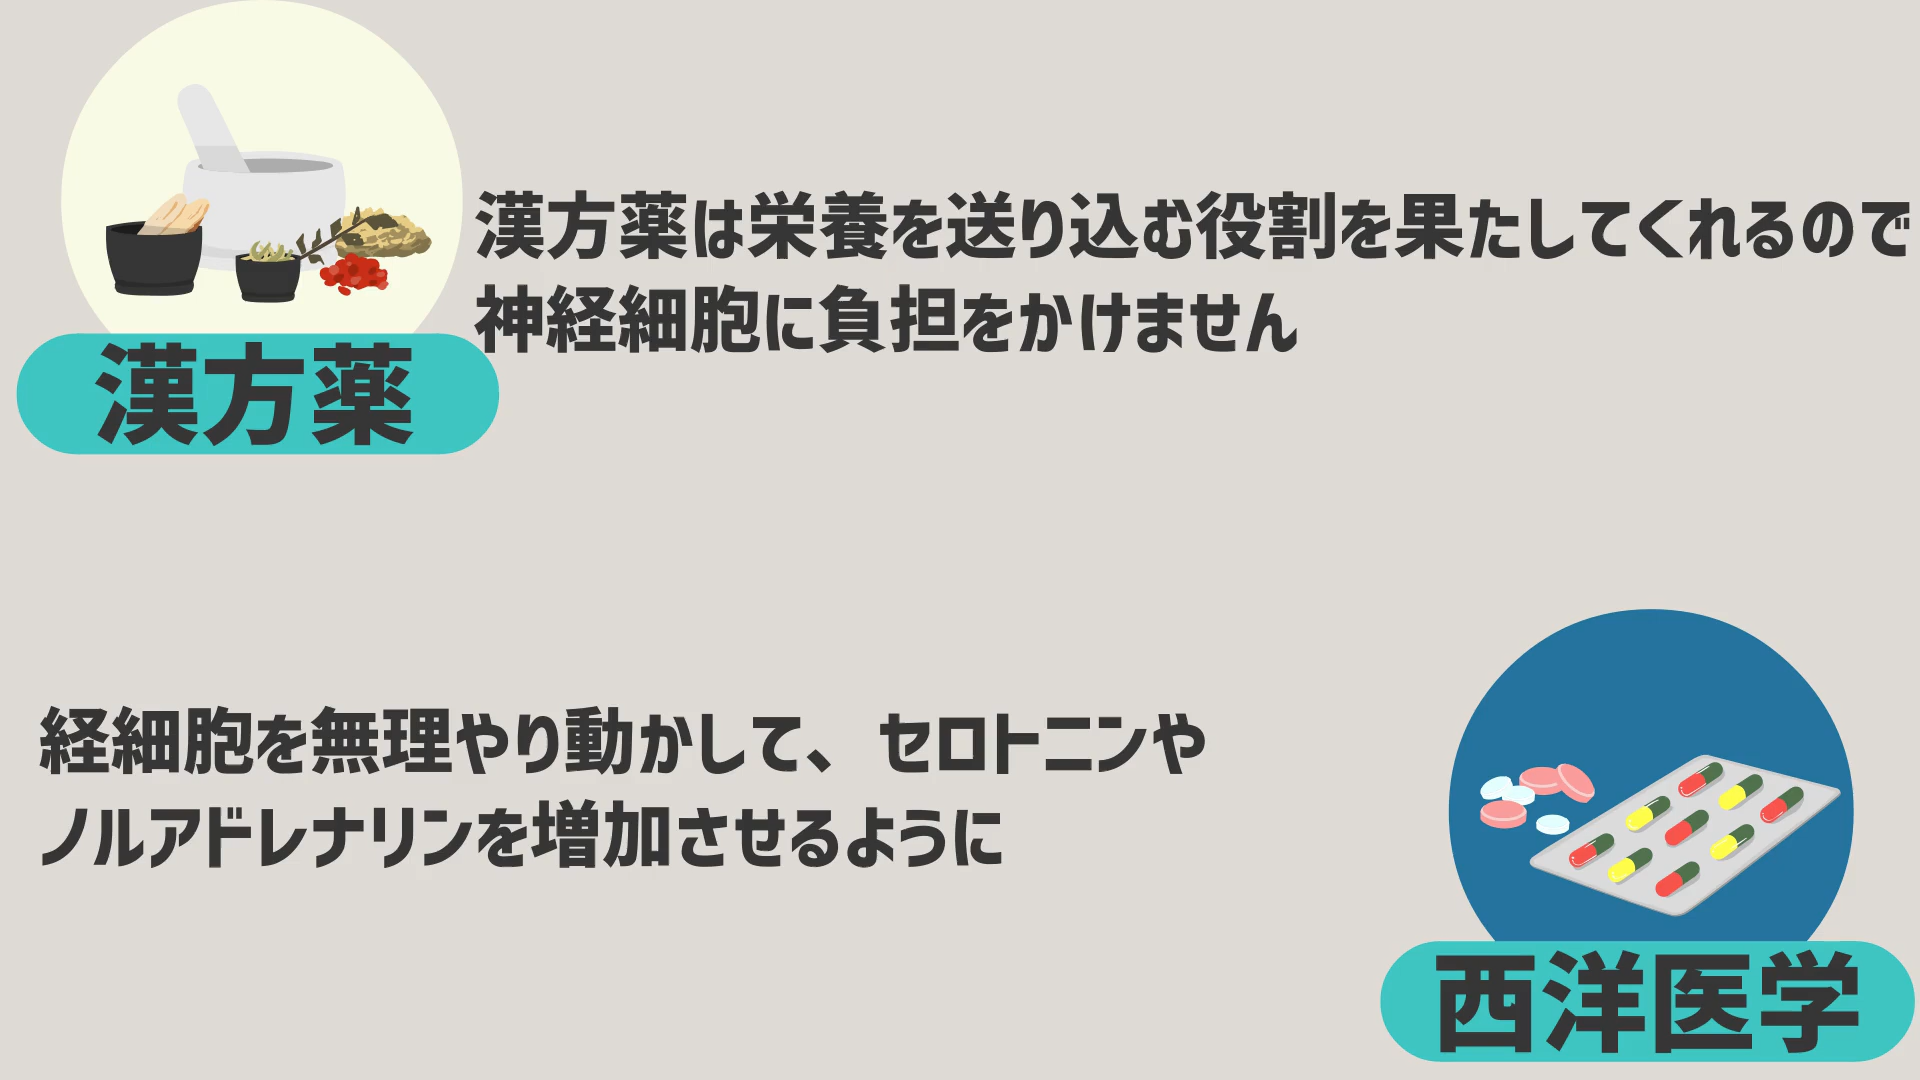 漢方薬は栄養を送り込む役割を果たしてくれるので
神経細胞に負担をかけません
漢方薬
経細胞を無理やり動かして、セロトニンや
ノルアドレナリンを増加させるように
西洋医学